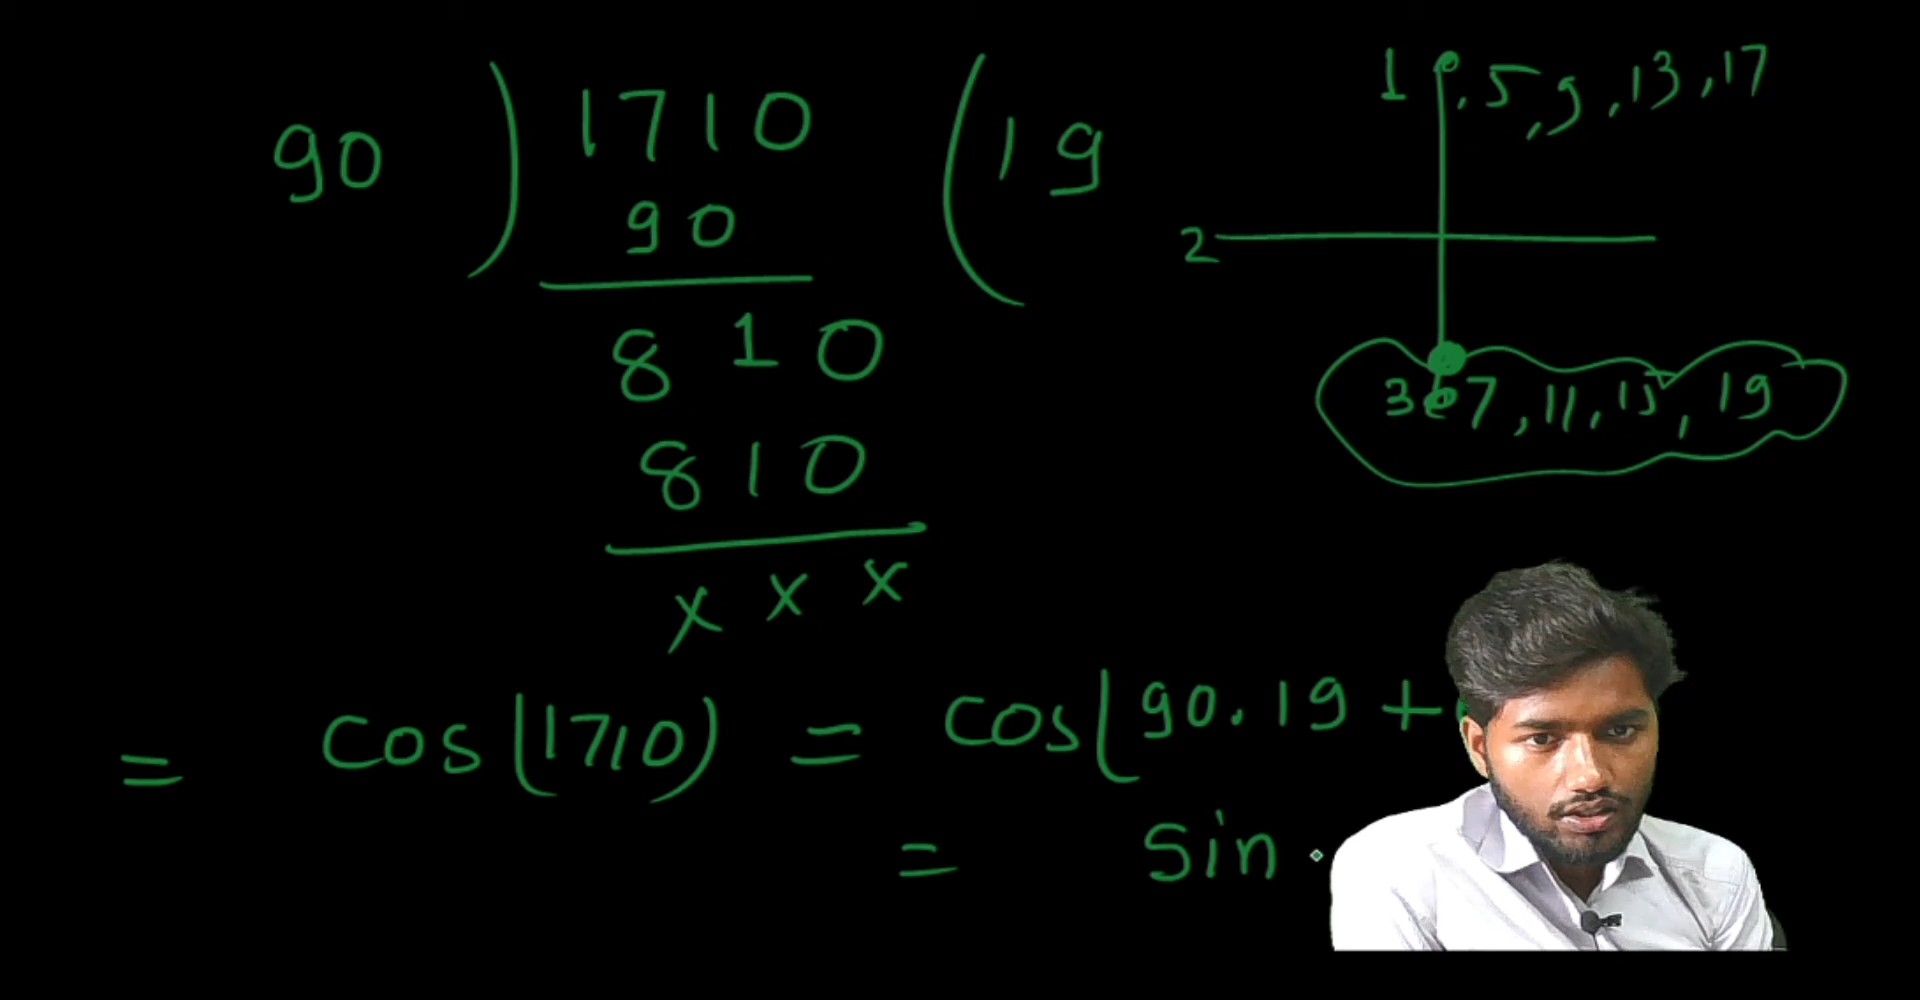 90 ) 1710 ( 19
90
810
810
x x x
1, 5, 9, 13, 17
2
3 7, 11, 15, 19
= cos(1710) = cos(90.19 +
= sin